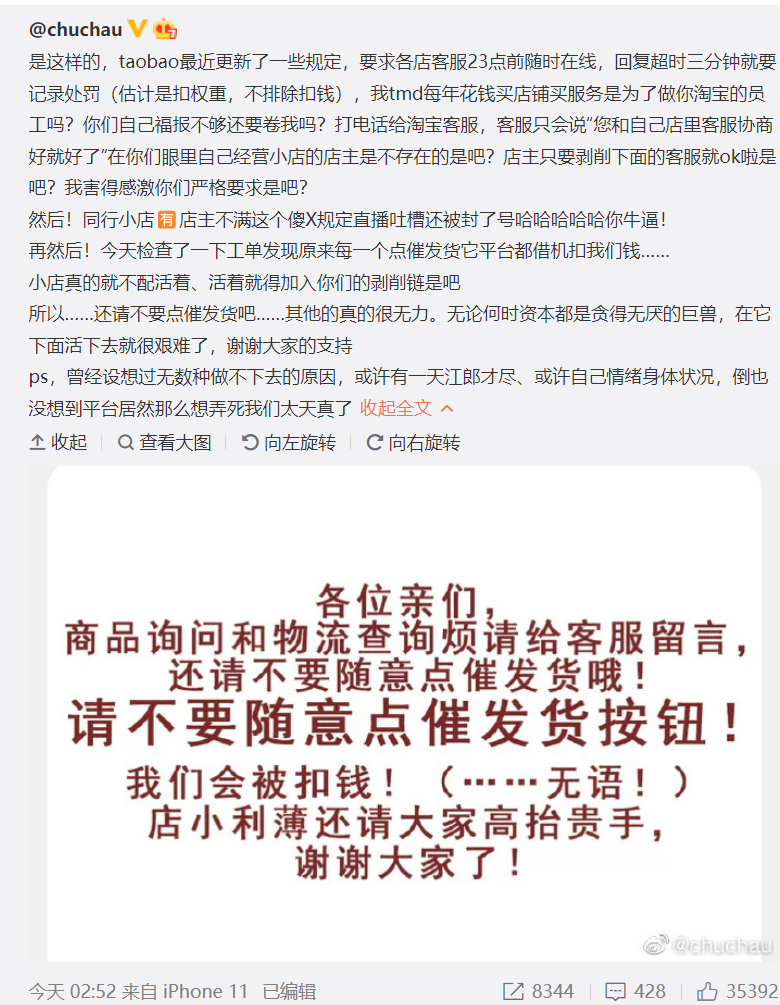 @chuchau
是这样的，taobao最近更新了一些规定，要求各店客服23点前随时在线，回复超时三分钟就要
记录处罚（估计是扣权重，不排除扣钱），我tmd每年花钱买店铺买服务是为了做你淘宝的员
工吗？你们自己福报不够还要卷我吗？打电话给淘宝客服，客服只会说“您和自己店里客服协商
好就好了”在你们眼里自己经营小店的店主是不存在的是吧？店主只要剥削下面的客服就ok啦是
吧？我害得感激你们严格要求是吧？
然后！同行小店有店主不满这个傻X规定直播吐槽还被封了号哈哈哈哈哈你牛逼！
再然后！今天检查了一下工单发现原来每一个点催发货它平台都借机扣我们钱......
小店真的就不配活着、活着就得加入你们的剥削链是吧
所以......还请不要点催发货吧......其他的真的很无力。无论何时资本都是贪得无厌的巨兽，在它
下面活下去就很艰难了，谢谢大家的支持
ps，曾经设想过无数种做不下去的原因，或许有一天江郎才尽、或许自己情绪身体状况，倒也
没想到平台居然那么想弄死我们太天真了 收起全文
收起 查看大图 向左旋转 向右旋转
各位亲们，
商品询问和物流查询烦请给客服留言，
还请不要随意点催发货哦！
请不要随意点催发货按钮！
我们会被扣钱！（……无语！）
店小利薄还请大家高抬贵手，
谢谢大家了！
@chuchau
今天 02:52 来自 iPhone 11 已编辑 8344 428 35392